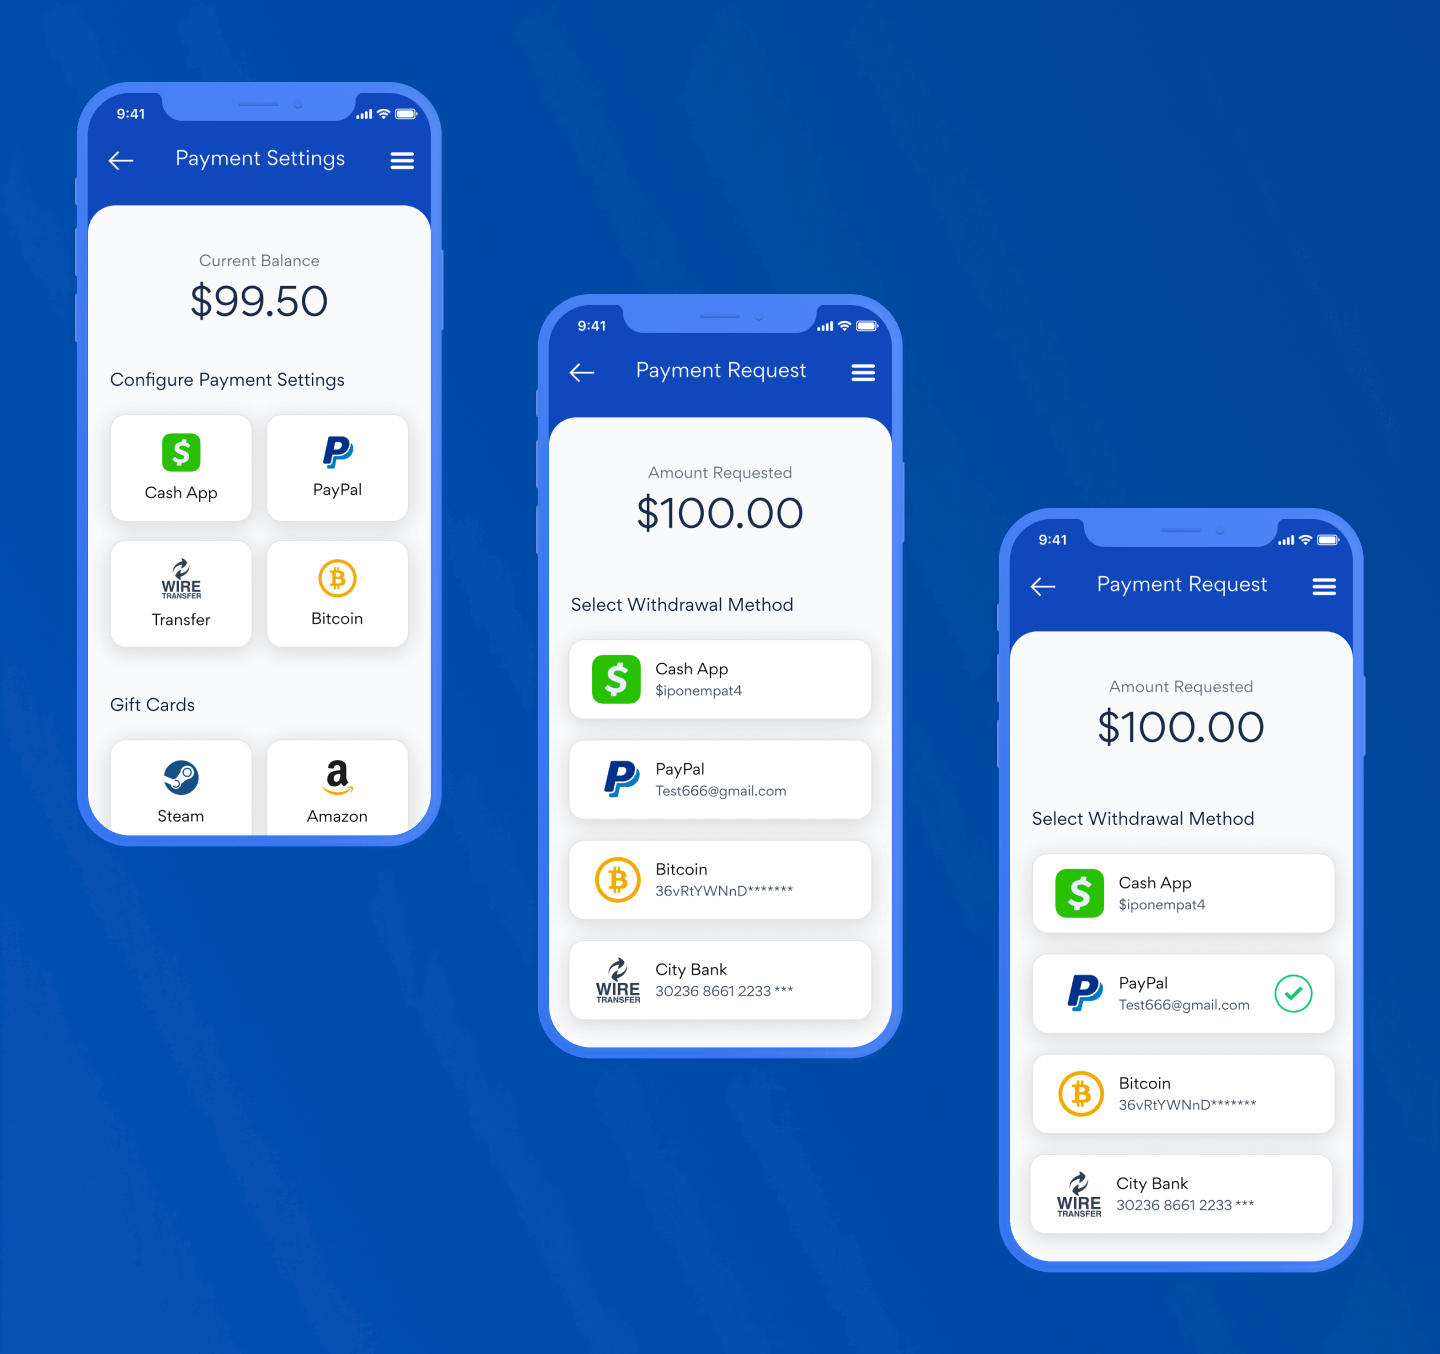 9:41
Payment Settings
Current Balance
$99.50
Configure Payment Settings
Cash App
PayPal
WIRE
TRANSFER
Transfer
Bitcoin
Gift Cards
Steam
Amazon
9:41
Payment Request
Amount Requested
$100.00
Select Withdrawal Method
Cash App
$iponempat4
PayPal
Test666@gmail.com
Bitcoin
36vRtYWNnD*******
WIRE
TRANSFER
City Bank
30236 8661 2233 ***
9:41
Payment Request
Amount Requested
$100.00
Select Withdrawal Method
Cash App
$iponempat4
PayPal
Test666@gmail.com
Bitcoin
36vRtYWNnD*******
WIRE
TRANSFER
City Bank
30236 8661 2233 ***